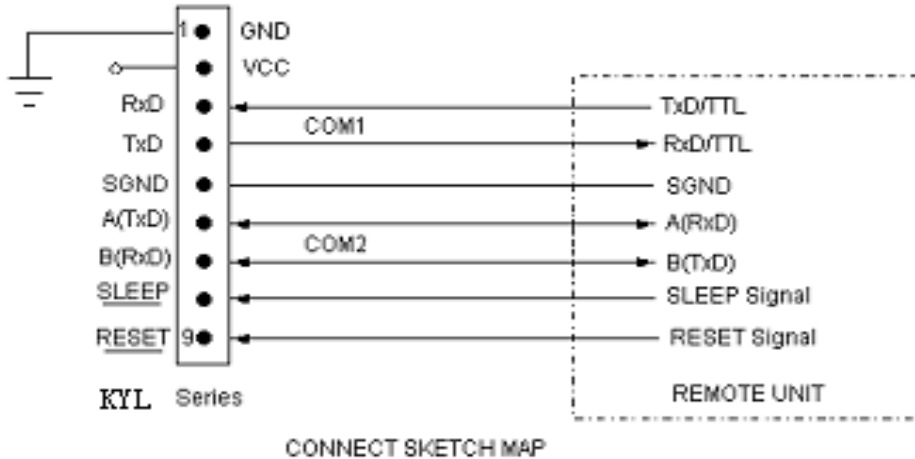 1 GND
VCC
RxD TxD/TTL
COM1
TxD RxD/TTL
SGND SGND
A(TxD) A(RxD)
COM2
B(RxD) B(TxD)
SLEEP SLEEP Signal
RESET 9 RESET Signal
KYL Series REMOTE UNIT
CONNECT SKETCH MAP